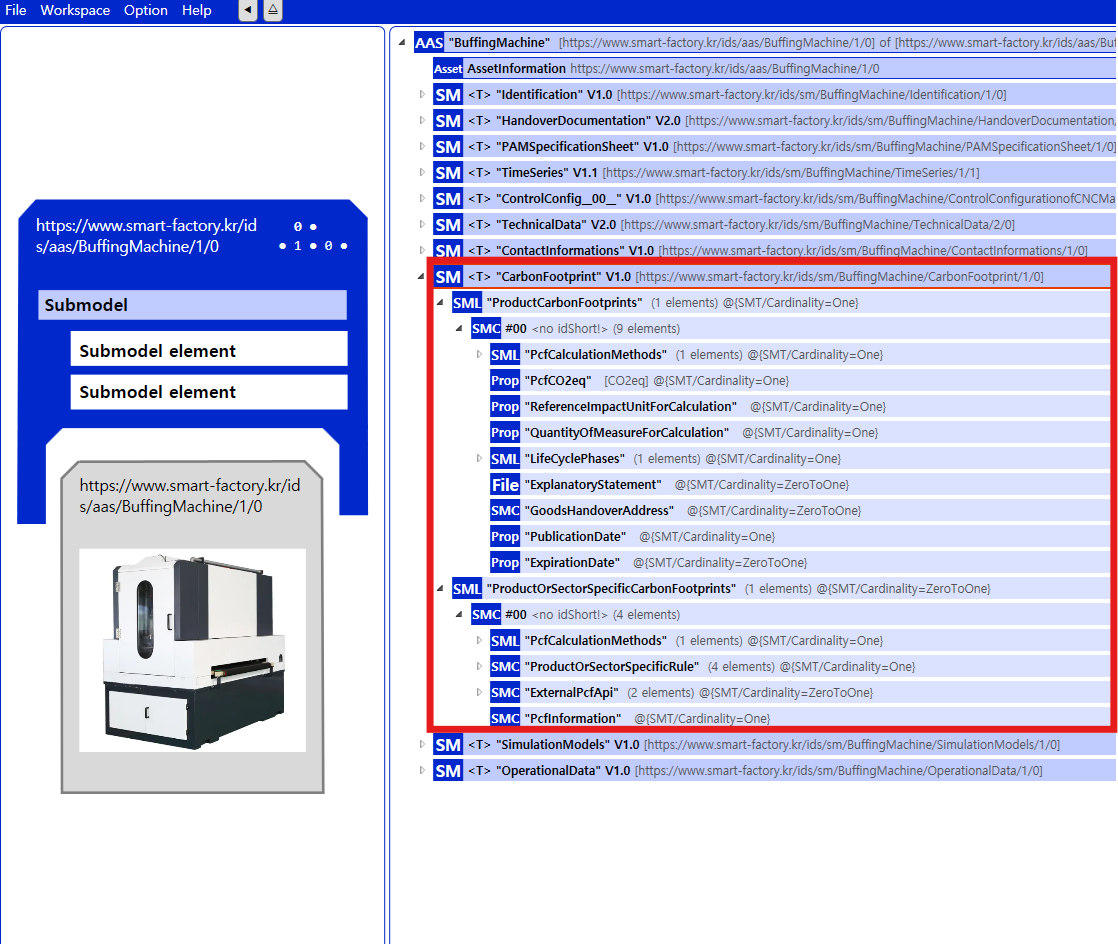 File Workspace Option Help
https://www.smart-factory.kr/id
s/aas/BuffingMachine/1/0
0
1 0
Submodel
Submodel element
Submodel element
https://www.smart-factory.kr/id
s/aas/BuffingMachine/1/0
AAS "BuffingMachine" [https://www.smart-factory.kr/ids/aas/BuffingMachine/1/0] of [https://www.smart-factory.kr/ids/aas/Buf
Asset AssetInformation https://www.smart-factory.kr/ids/aas/BuffingMachine/1/0
SM <T> "Identification" V1.0 [https://www.smart-factory.kr/ids/sm/BuffingMachine/Identification/1/0]
SM <T> "HandoverDocumentation" V2.0 [https://www.smart-factory.kr/ids/sm/BuffingMachine/HandoverDocumentation/
SM <T> "PAMSpecificationSheet" V1.0 [https://www.smart-factory.kr/ids/sm/BuffingMachine/PAMSpecificationSheet/1/0]
SM <T> "TimeSeries" V1.1 [https://www.smart-factory.kr/ids/sm/BuffingMachine/TimeSeries/1/1]
SM <T> "ControlConfig__00__" V1.0 [https://www.smart-factory.kr/ids/sm/BuffingMachine/ControlConfigurationofCNCMa
SM <T> "TechnicalData" V2.0 [https://www.smart-factory.kr/ids/sm/BuffingMachine/TechnicalData/2/0]
SM <T> "ContactInformations" V1.0 [https://www.smart-factory.kr/ids/sm/BuffingMachine/ContactInformations/1/0]
SM <T> "CarbonFootprint" V1.0 [https://www.smart-factory.kr/ids/sm/BuffingMachine/CarbonFootprint/1/0]
SML "ProductCarbonFootprints" (1 elements) @{SMT/Cardinality=One}
SMC #00 <no idShort!> (9 elements)
SML "PcfCalculationMethods" (1 elements) @{SMT/Cardinality=One}
Prop "PcfCO2eq" [CO2eq] @{SMT/Cardinality=One}
Prop "ReferenceImpactUnitForCalculation" @{SMT/Cardinality=One}
Prop "QuantityOfMeasureForCalculation" @{SMT/Cardinality=One}
SML "LifeCyclePhases" (1 elements) @{SMT/Cardinality=One}
File "ExplanatoryStatement" @{SMT/Cardinality=ZeroToOne}
SMC "GoodsHandoverAddress" @{SMT/Cardinality=ZeroToOne}
Prop "PublicationDate" @{SMT/Cardinality=One}
Prop "ExpirationDate" @{SMT/Cardinality=ZeroToOne}
SML "ProductOrSectorSpecificCarbonFootprints" (1 elements) @{SMT/Cardinality=ZeroToOne}
SMC #00 <no idShort!> (4 elements)
SML "PcfCalculationMethods" (1 elements) @{SMT/Cardinality=One}
SMC "ProductOrSectorSpecificRule" (4 elements) @{SMT/Cardinality=One}
SMC "ExternalPcfApi" (2 elements) @{SMT/Cardinality=ZeroToOne}
SMC "PcfInformation" @{SMT/Cardinality=One}
SM <T> "SimulationModels" V1.0 [https://www.smart-factory.kr/ids/sm/BuffingMachine/SimulationModels/1/0]
SM <T> "OperationalData" V1.0 [https://www.smart-factory.kr/ids/sm/BuffingMachine/OperationalData/1/0]